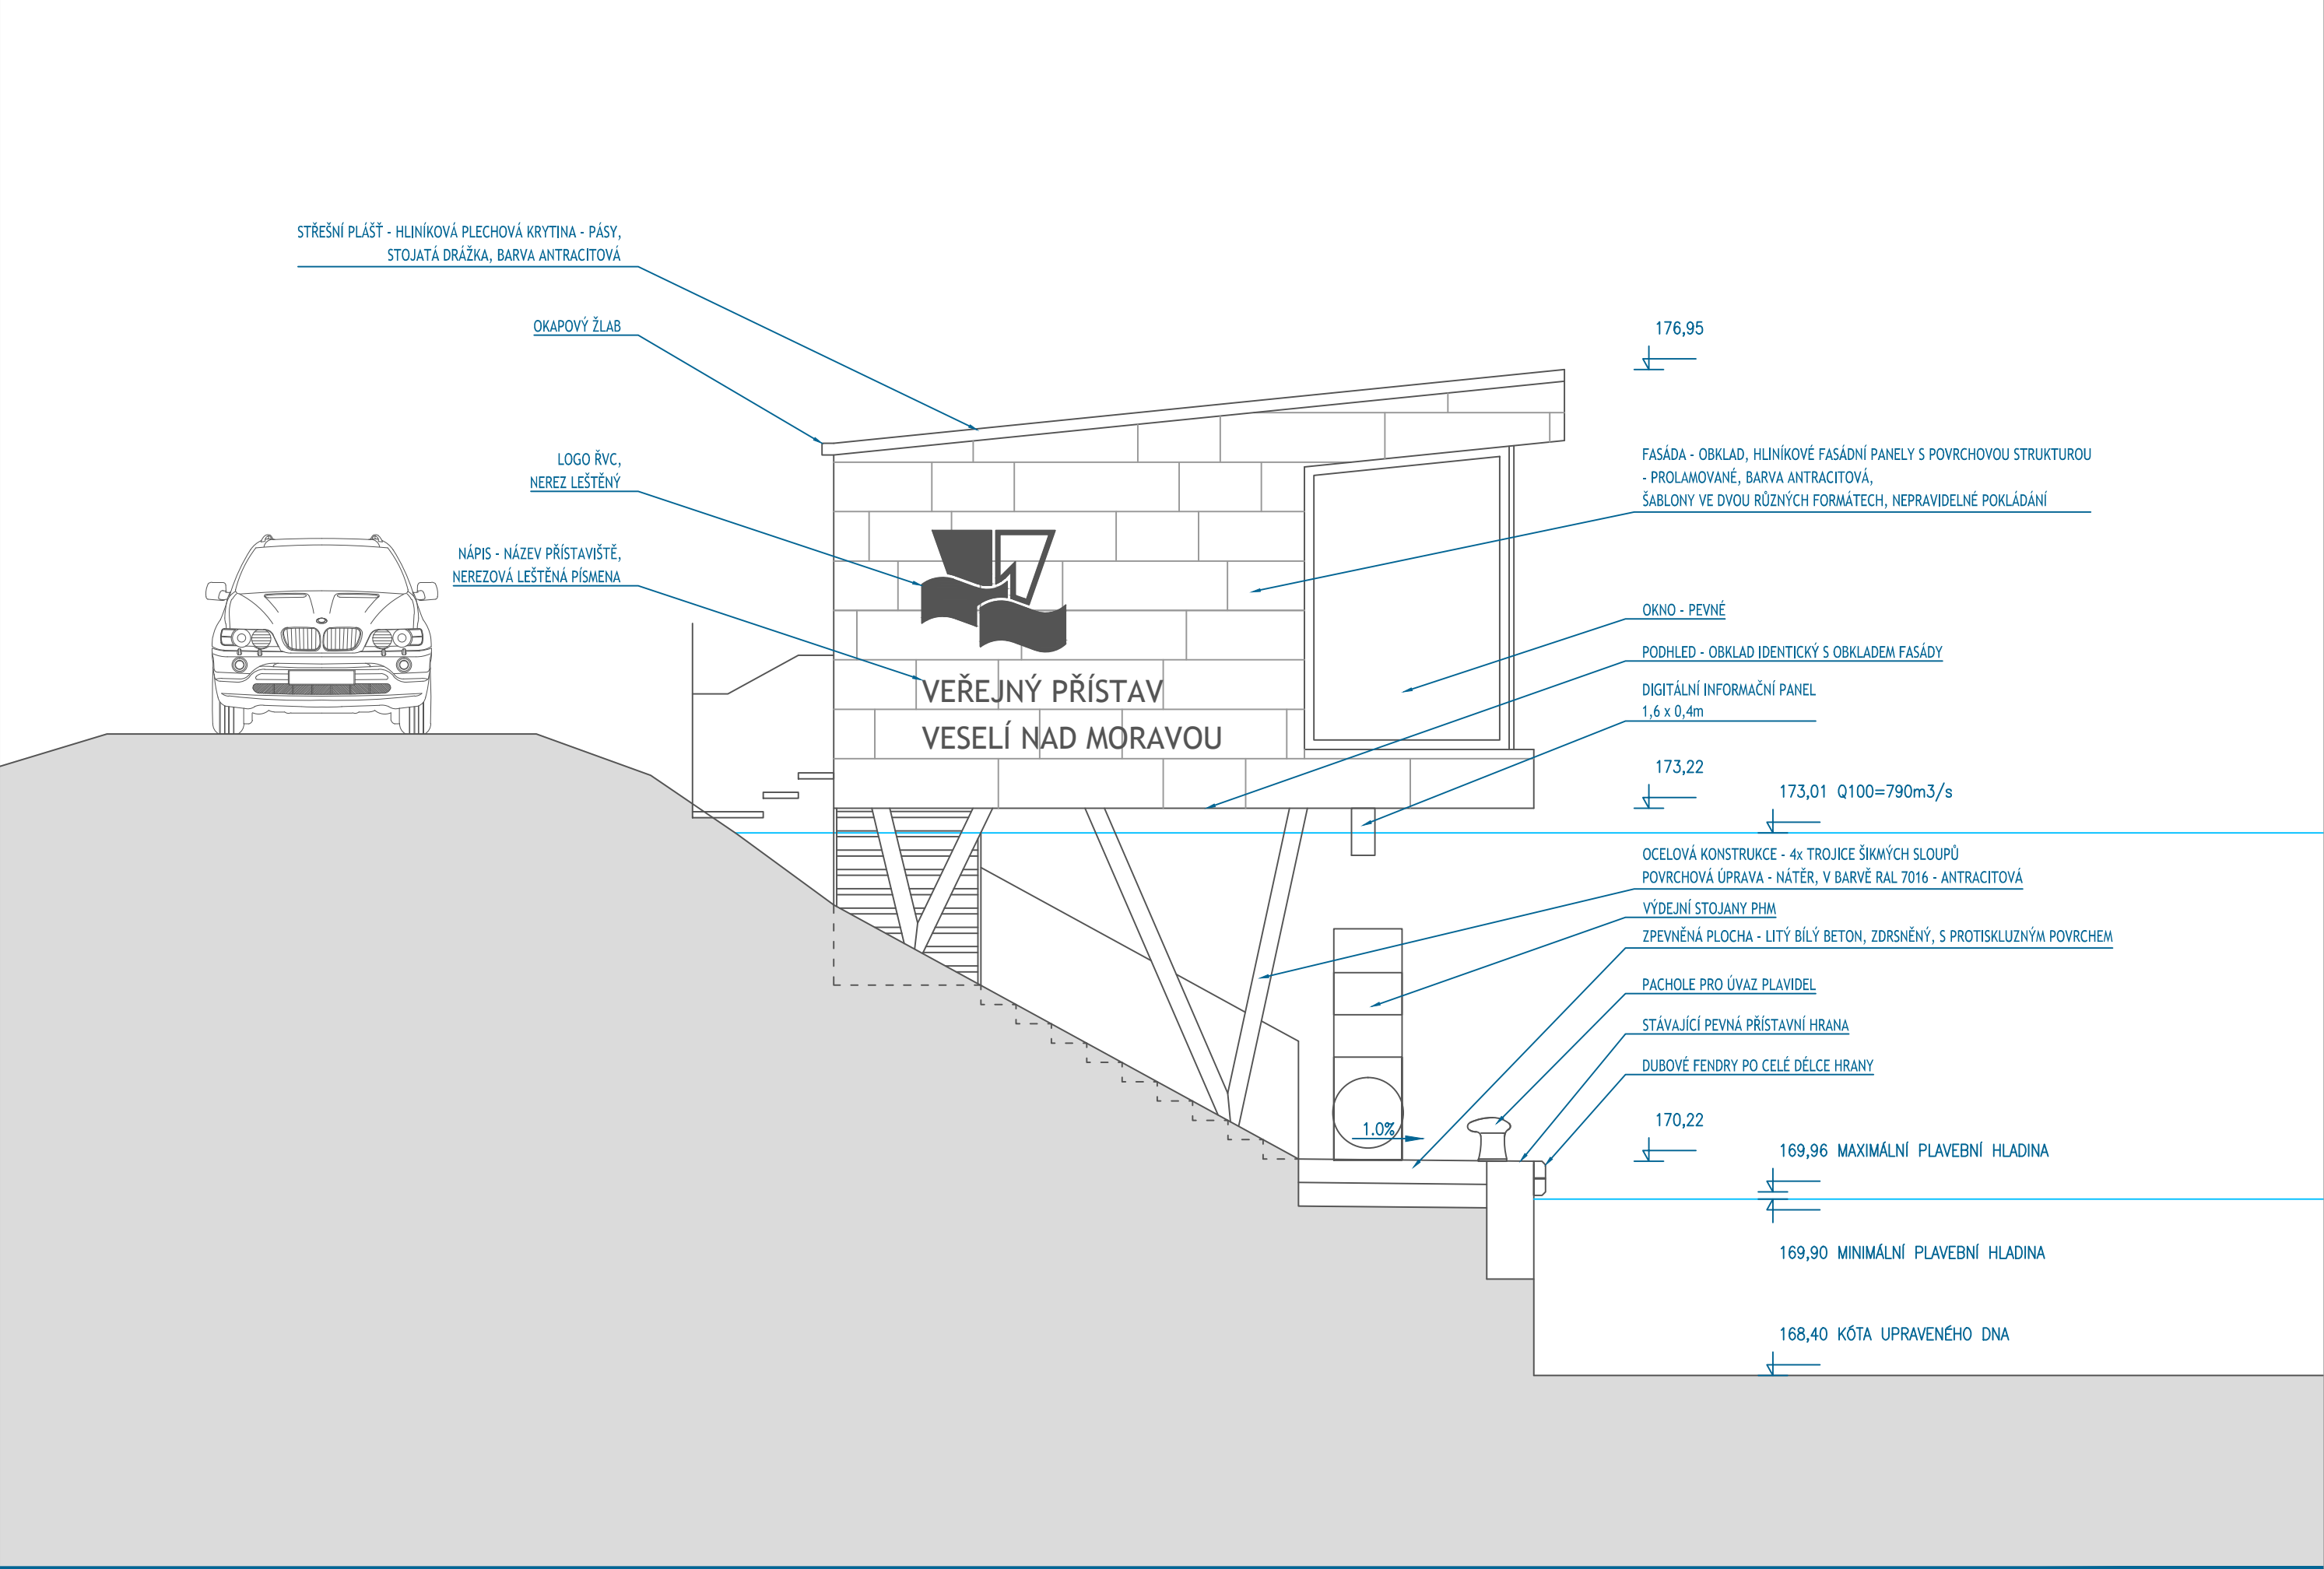 STŘEŠNÍ PLÁŠŤ - HLINÍKOVÁ PLECHOVÁ KRYTINA - PÁSY,
STOJATÁ DRÁŽKA, BARVA ANTRACITOVÁ
OKAPOVÝ ŽLAB
LOGO ŘVC,
NEREZ LEŠTĚNÝ
NÁPIS - NÁZEV PŘÍSTAVIŠTĚ,
NEREZOVÁ LEŠTĚNÁ PÍSMENA
VEŘEJNÝ PŘÍSTAV
VESELÍ NAD MORAVOU
176,95
FASÁDA - OBKLAD, HLINÍKOVÉ FASÁDNÍ PANELY S POVRCHOVOU STRUKTUROU
- PROLAMOVANÉ, BARVA ANTRACITOVÁ,
ŠABLONY VE DVOU RŮZNÝCH FORMÁTECH, NEPRAVIDELNÉ POKLÁDÁNÍ
OKNO - PEVNÉ
PODHLED - OBKLAD IDENTICKÝ S OBKLADEM FASÁDY
DIGITÁLNÍ INFORMAČNÍ PANEL
1,6 x 0,4m
173,22
173,01 Q100=790m3/s
OCELOVÁ KONSTRUKCE - 4x TROJICE ŠIKMÝCH SLOUPŮ
POVRCHOVÁ ÚPRAVA - NÁTĚR, V BARVĚ RAL 7016 - ANTRACITOVÁ
VÝDEJNÍ STOJANY PHM
ZPEVNĚNÁ PLOCHA - LITÝ BÍLÝ BETON, ZDRSNĚNÝ, S PROTISKLUZNÝM POVRCHEM
PACHOLE PRO ÚVAZ PLAVIDEL
STÁVAJÍCÍ PEVNÁ PŘÍSTAVNÍ HRANA
DUBOVÉ FENDRY PO CELÉ DÉLCE HRANY
1.0%
170,22
169,96 MAXIMÁLNÍ PLAVEBNÍ HLADINA
169,90 MINIMÁLNÍ PLAVEBNÍ HLADINA
168,40 KÓTA UPRAVENÉHO DNA